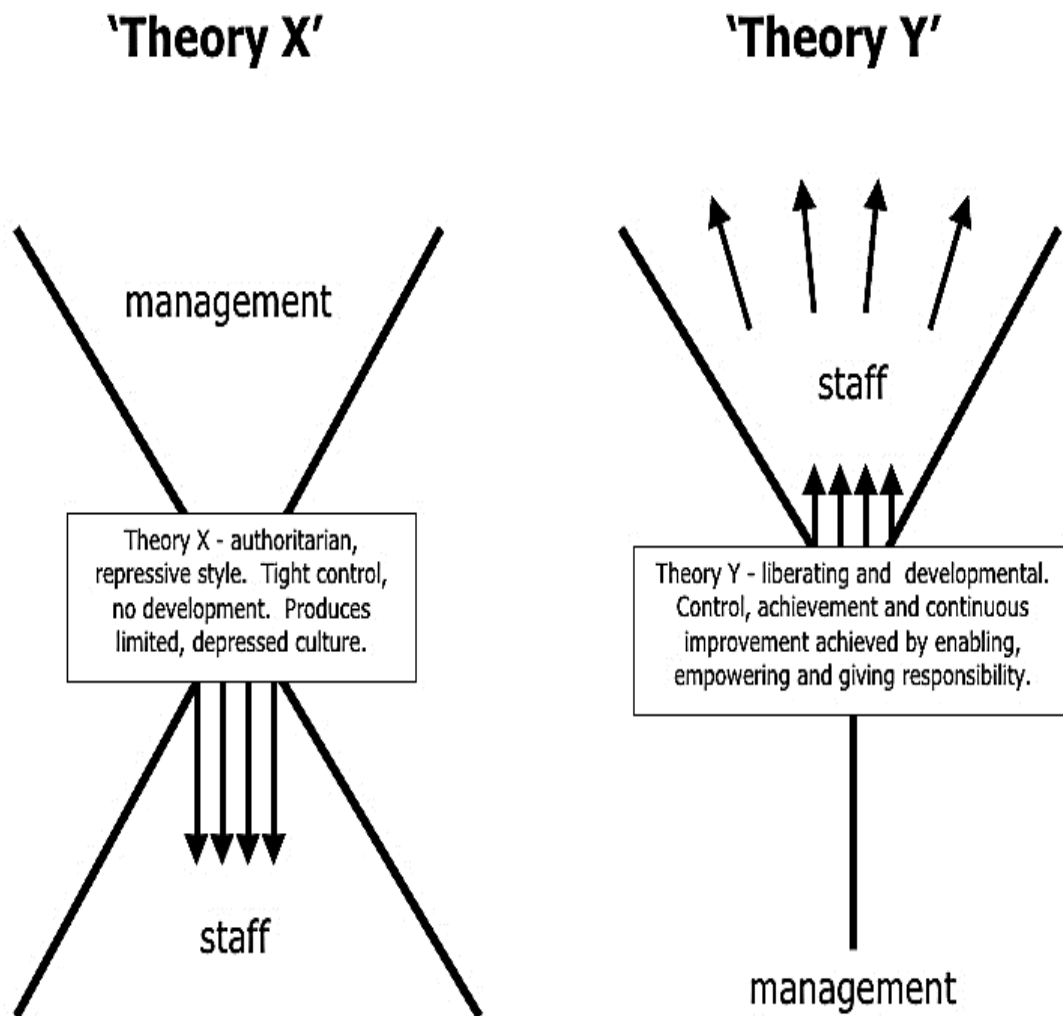 ‘Theory X’
management
Theory X - authoritarian,
repressive style. Tight control,
no development. Produces
limited, depressed culture.
staff
‘Theory Y’
staff
Theory Y - liberating and developmental.
Control, achievement and continuous
improvement achieved by enabling,
empowering and giving responsibility.
management